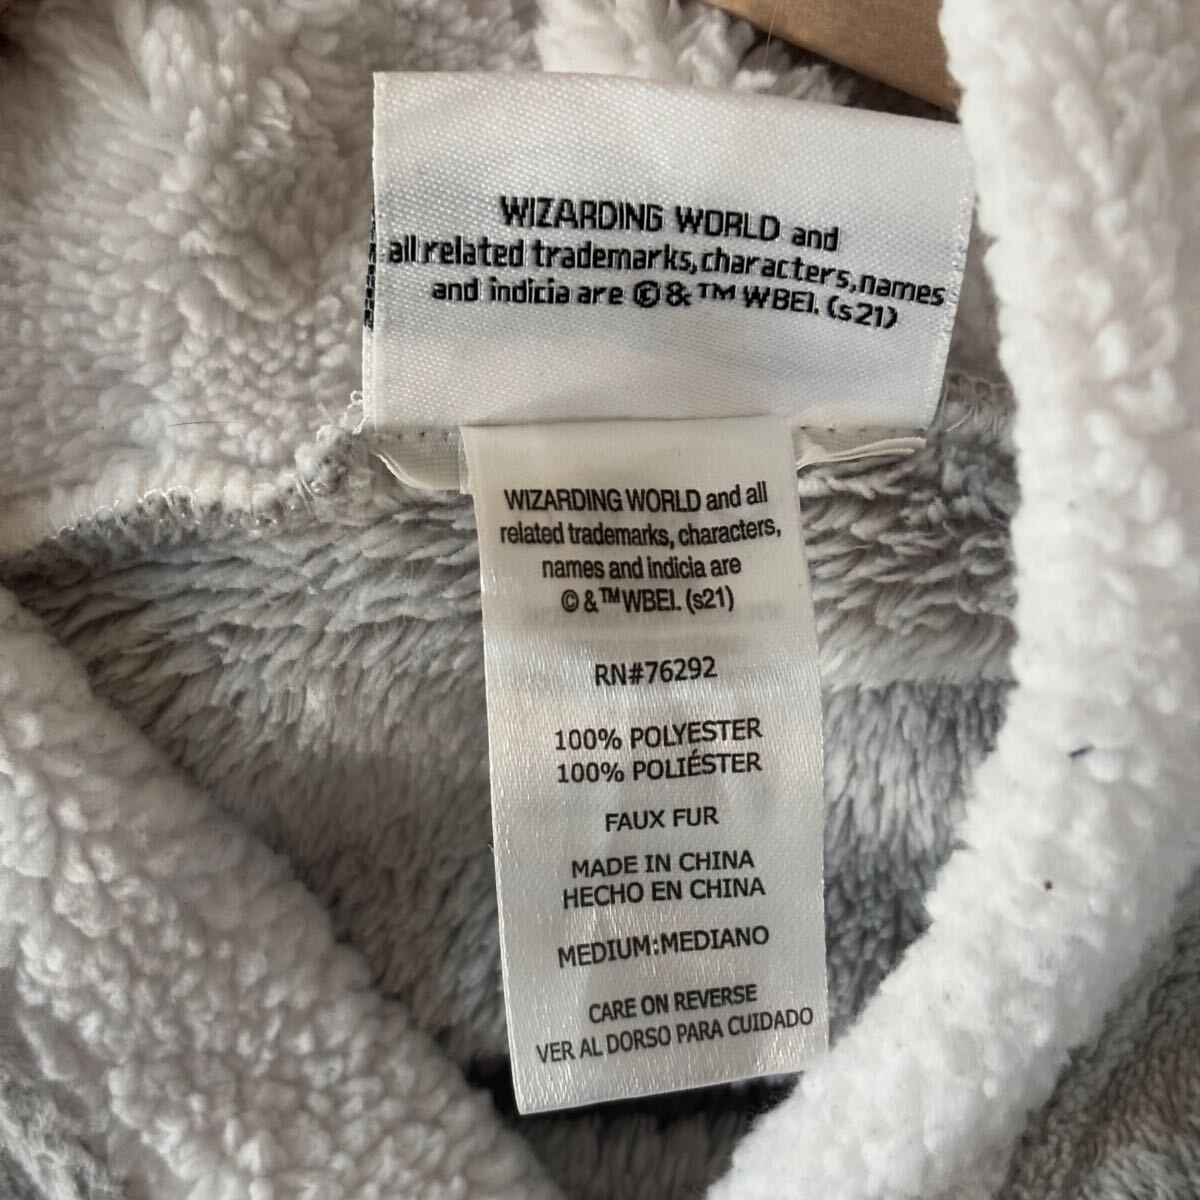 WIZARDING WORLD and
all related trademarks, characters, names
and indicia are © & ™ WBEI. (s21)
WIZARDING WORLD and all
related trademarks, characters,
names and indicia are
© & ™ WBEI. (s21)
RN#76292
100% POLYESTER
100% POLIÉSTER
FAUX FUR
MADE IN CHINA
HECHO EN CHINA
MEDIUM:MEDIANO
CARE ON REVERSE
VER AL DORSO PARA CUIDADO